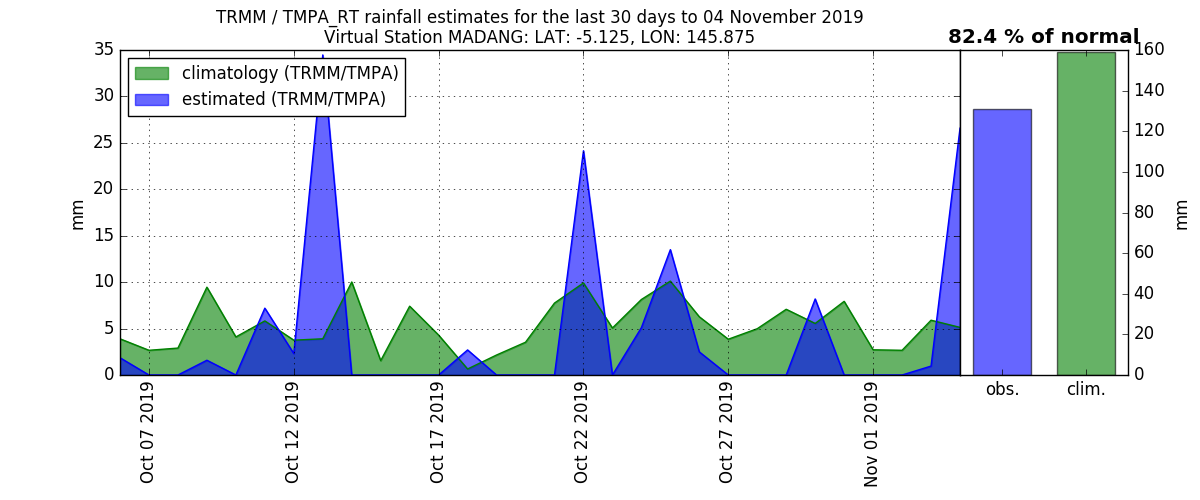 TRMM / TMPA_RT rainfall estimates for the last 30 days to 04 November 2019
Virtual Station MADANG: LAT: -5.125, LON: 145.875
82.4 % of normal
climatology (TRMM/TMPA)
estimated (TRMM/TMPA)
35
30
25
20
15
10
5
0
mm
Oct 07 2019
Oct 12 2019
Oct 17 2019
Oct 22 2019
Oct 27 2019
Nov 01 2019
obs.
clim.
160
140
120
100
80
60
40
20
0
mm